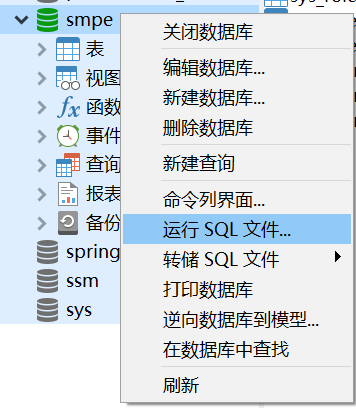 sys_role
smpe
表
视图
fx
函数
事件
查询
报表
备份
spring
ssm
sys
关闭数据库
编辑数据库...
新建数据库...
删除数据库
新建查询
命令列界面...
运行 SQL 文件...
转储 SQL 文件
打印数据库
逆向数据库到模型...
在数据库中查找
刷新